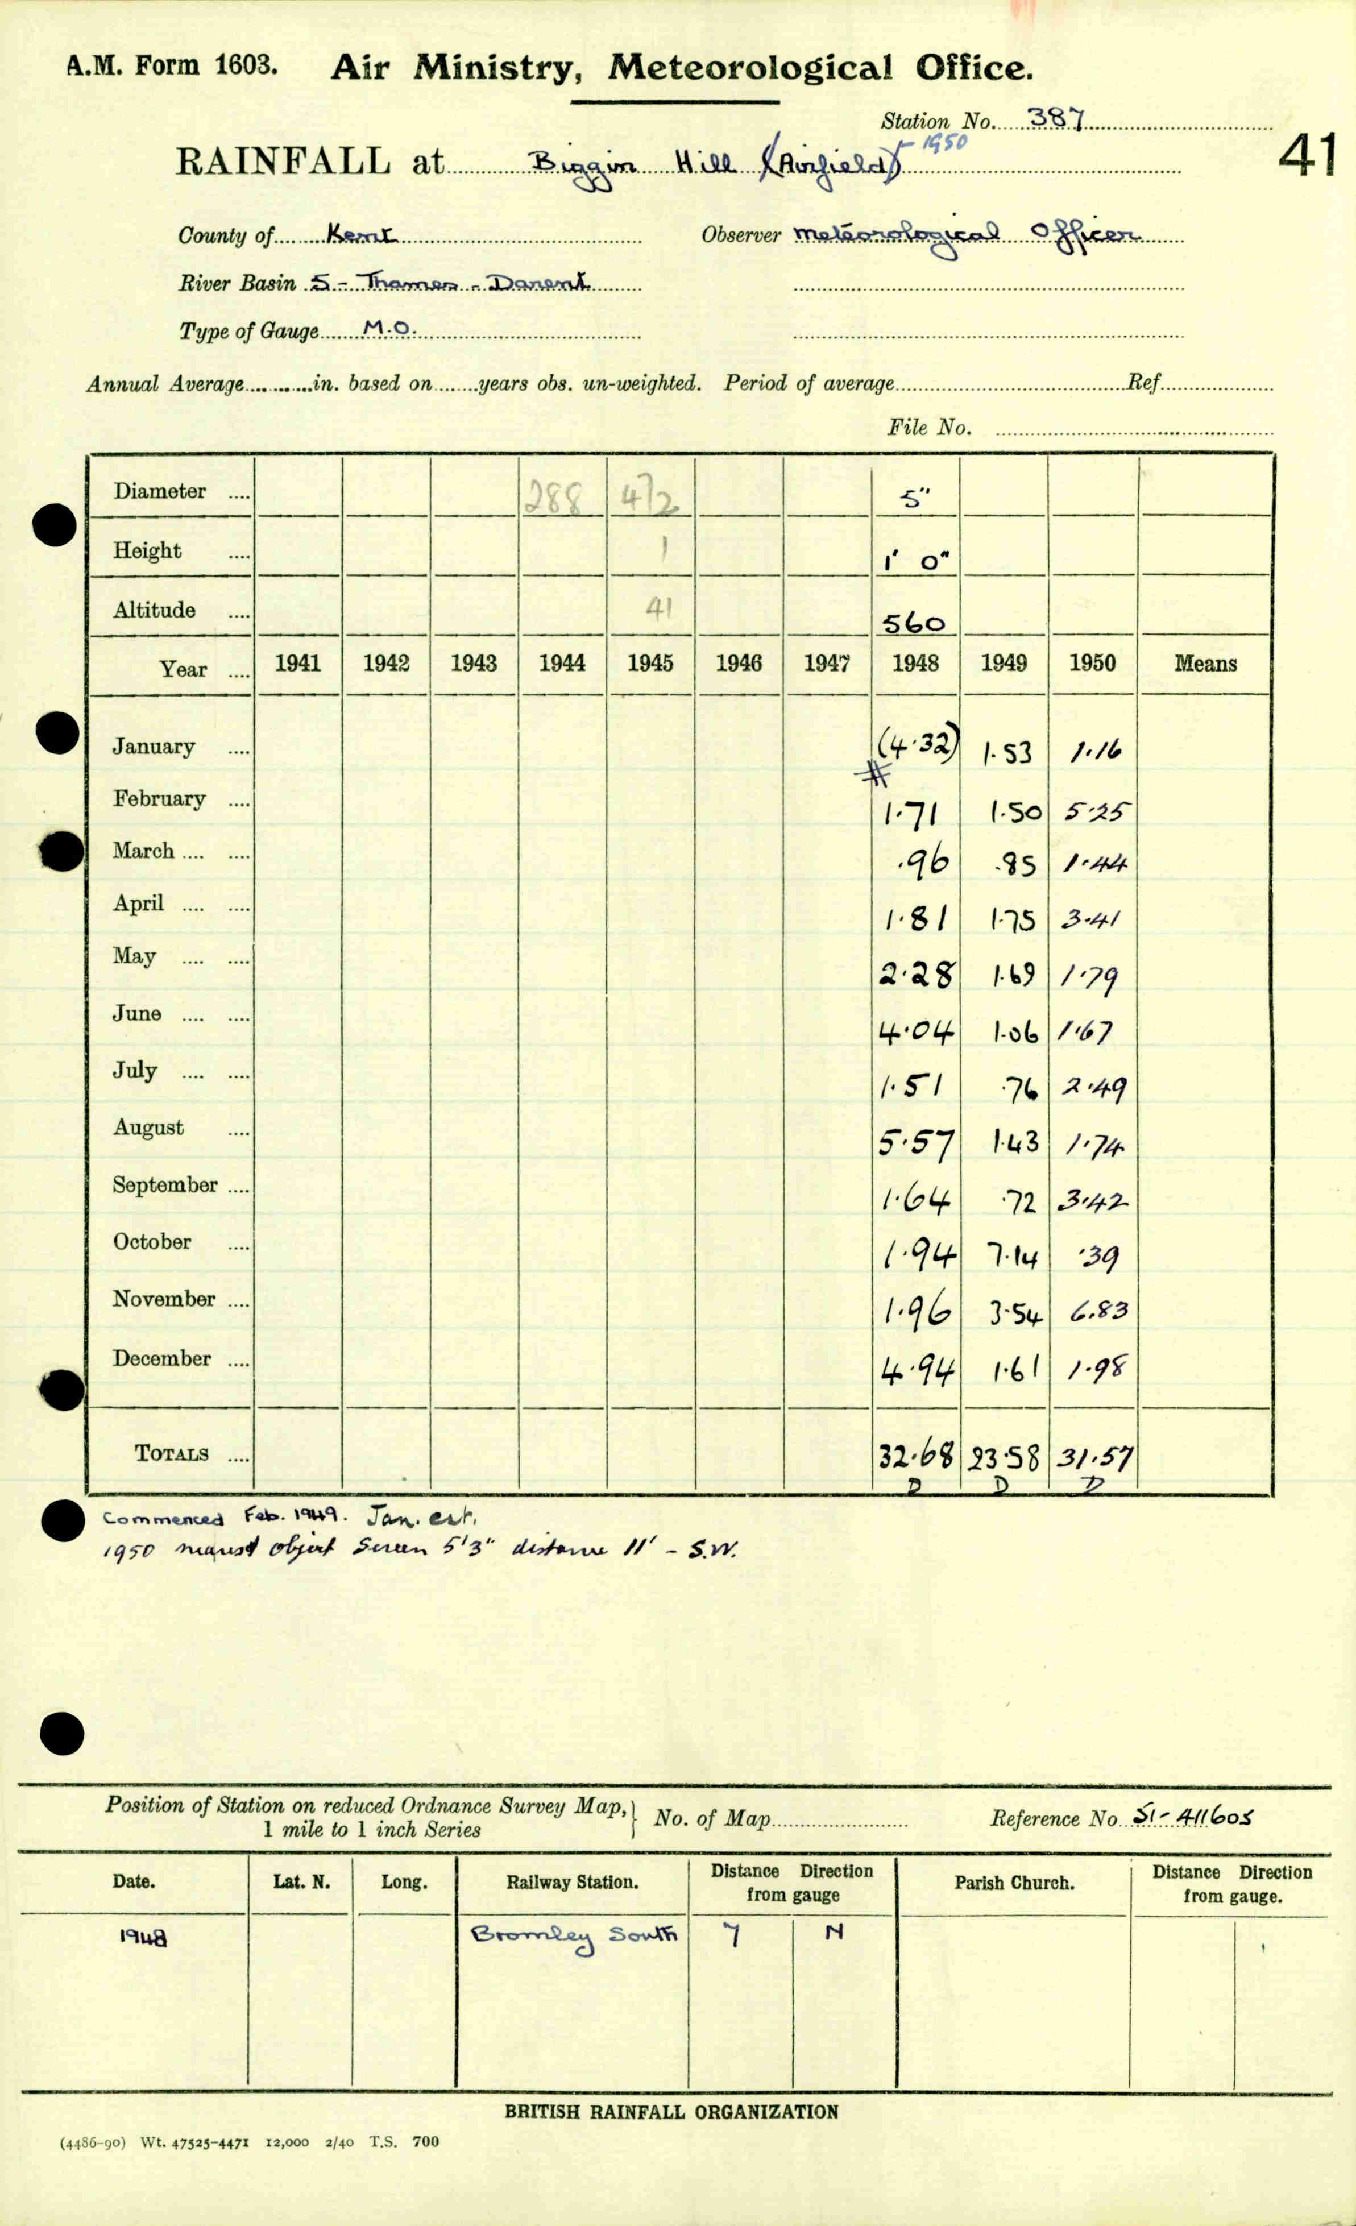 A.M. Form 1603. Air Ministry, Meteorological Office.
Station No. 387
RAINFALL at Biggin Hill (Airfield) - 1950
41
County of Kent Observer Meteorological Officer
River Basin 5 - Thames - Darent
Type of Gauge M.O.
Annual Average in. based on years obs. un-weighted. Period of average Ref.
File No.
Diameter .... 288 472 5"
Height .... 1 1' 0"
Altitude .... 41 560
Year .... 1941 1942 1943 1944 1945 1946 1947 1948 1949 1950 Means
January .... (4.32) 1.53 1.16
#
February .... 1.71 1.50 5.25
March .... .... .96 .85 1.44
April .... .... 1.81 1.75 3.41
May .... .... 2.28 1.69 1.79
June .... .... 4.04 1.06 1.67
July .... .... 1.51 .76 2.49
August .... 5.57 1.43 1.74
September .... 1.64 .72 3.42
October .... 1.94 7.14 .39
November .... 1.96 3.54 6.83
December .... 4.94 1.61 1.98
TOTALS .... 32.68 23.58 31.57
D D D
Commenced Feb. 1949. Jan. est.
1950 nearest object Screen 5'3" distance 11' - S.W.
Position of Station on reduced Ordnance Survey Map, } No. of Map Reference No. 51-411605
1 mile to 1 inch Series
Date. Lat. N. Long. Railway Station. Distance Direction from gauge Parish Church. Distance Direction from gauge.
1948 Bromley South 7 N
BRITISH RAINFALL ORGANIZATION
(4486-90) Wt. 47525-4471 12,000 2/40 T.S. 700